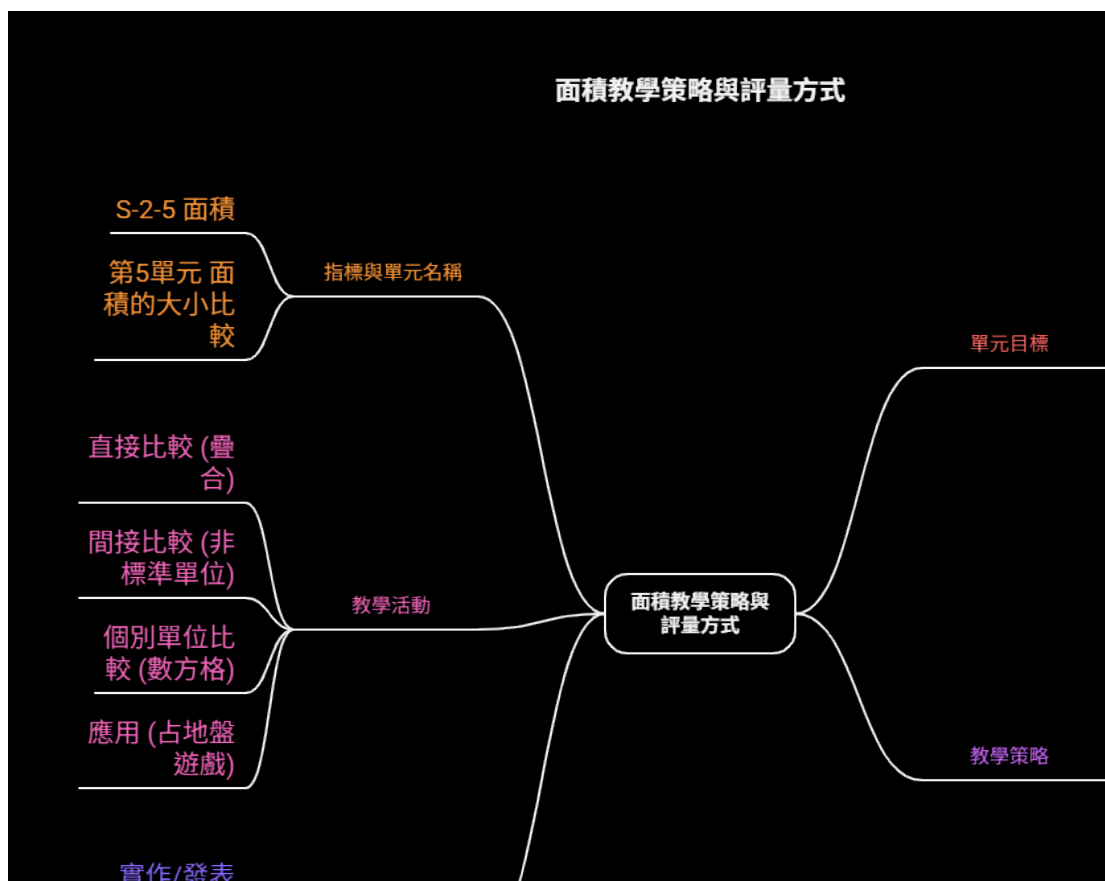 面積教學策略與評量方式
S-2-5 面積
第5單元 面
積的大小比
較
指標與單元名稱
直接比較 (疊
合)
間接比較 (非
標準單位)
個別單位比
較 (數方格)
應用 (占地盤
遊戲)
教學活動
實作/發表
面積教學策略與
評量方式
單元目標
教學策略